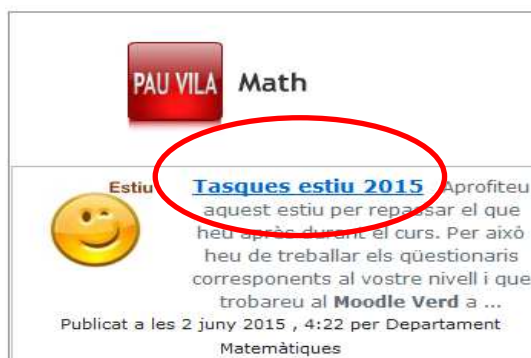 PAU VILA Math
Estiu Tasques estiu 2015 Aprofiteu
aquest estiu per repassar el que
heu après durant el curs. Per això
heu de treballar els qüestionaris
corresponents al vostre nivell i que
trobareu al Moodle Verd a ...
Publicat a les 2 juny 2015 , 4:22 per Departament
Matemàtiques